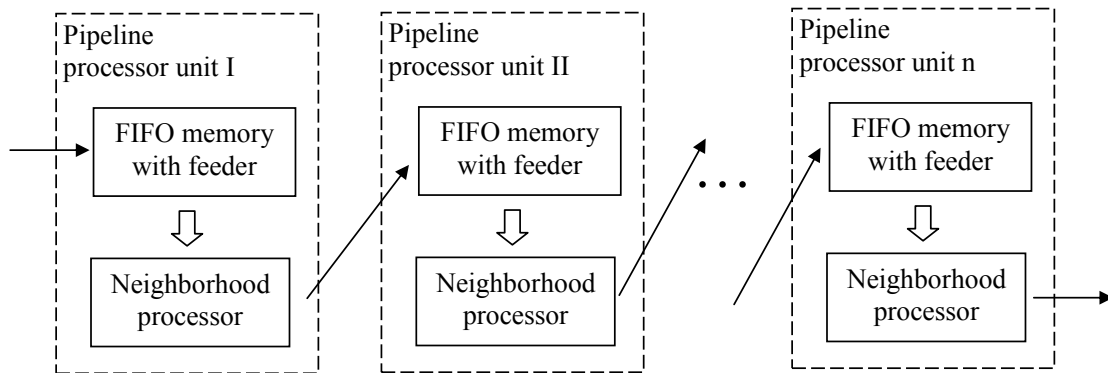 Pipeline
processor unit I
FIFO memory
with feeder
Neighborhood
processor
Pipeline
processor unit II
FIFO memory
with feeder
Neighborhood
processor
. . .
Pipeline
processor unit n
FIFO memory
with feeder
Neighborhood
processor